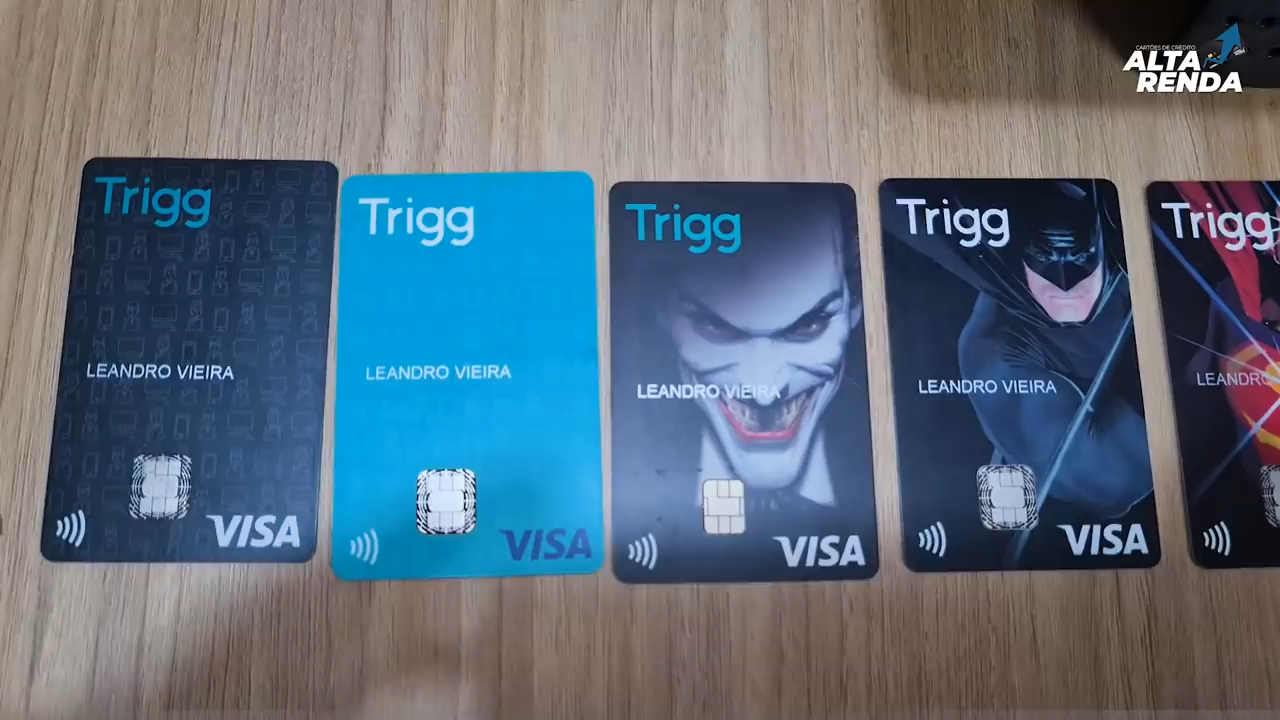 CARTÕES DE CRÉDITO
ALTA
RENDA
Trigg
LEANDRO VIEIRA
VISA
Trigg
LEANDRO VIEIRA
VISA
Trigg
LEANDRO VIEIRA
VISA
Trigg
LEANDRO VIEIRA
VISA
Trigg
LEANDRO